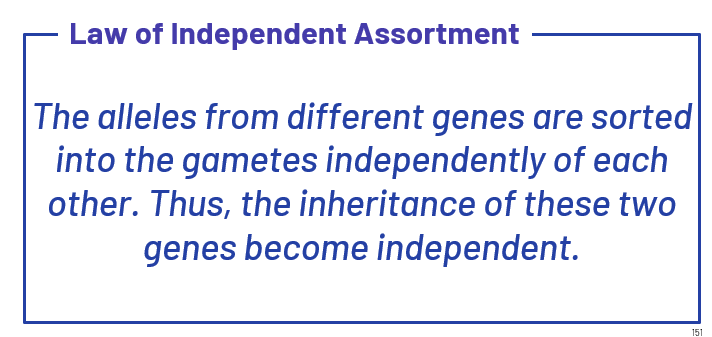 Law of Independent Assortment
The alleles from different genes are sorted
into the gametes independently of each
other. Thus, the inheritance of these two
genes become independent.
151